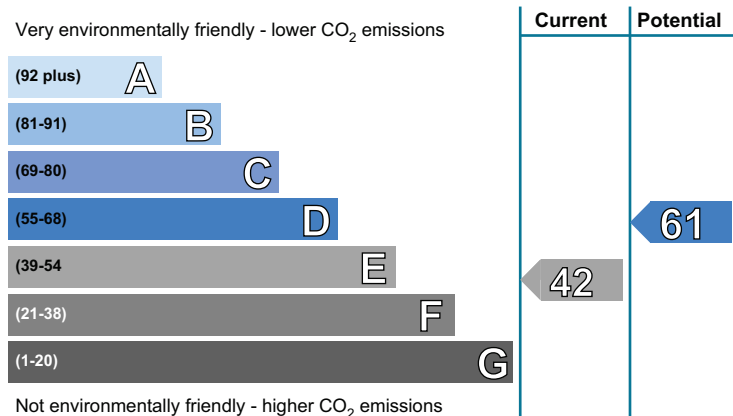 Very environmentally friendly - lower CO₂ emissions
Current
Potential
(92 plus) A
(81-91) B
(69-80) C
(55-68) D
61
(39-54 E
42
(21-38) F
(1-20) G
Not environmentally friendly - higher CO₂ emissions